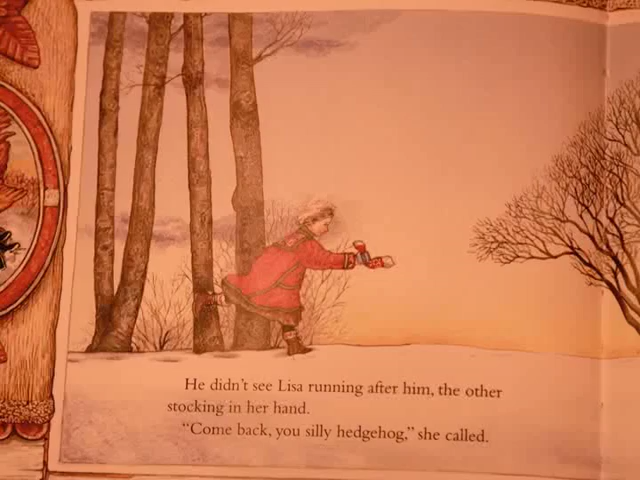 He didn't see Lisa running after him, the other
stocking in her hand.
“Come back, you silly hedgehog,” she called.